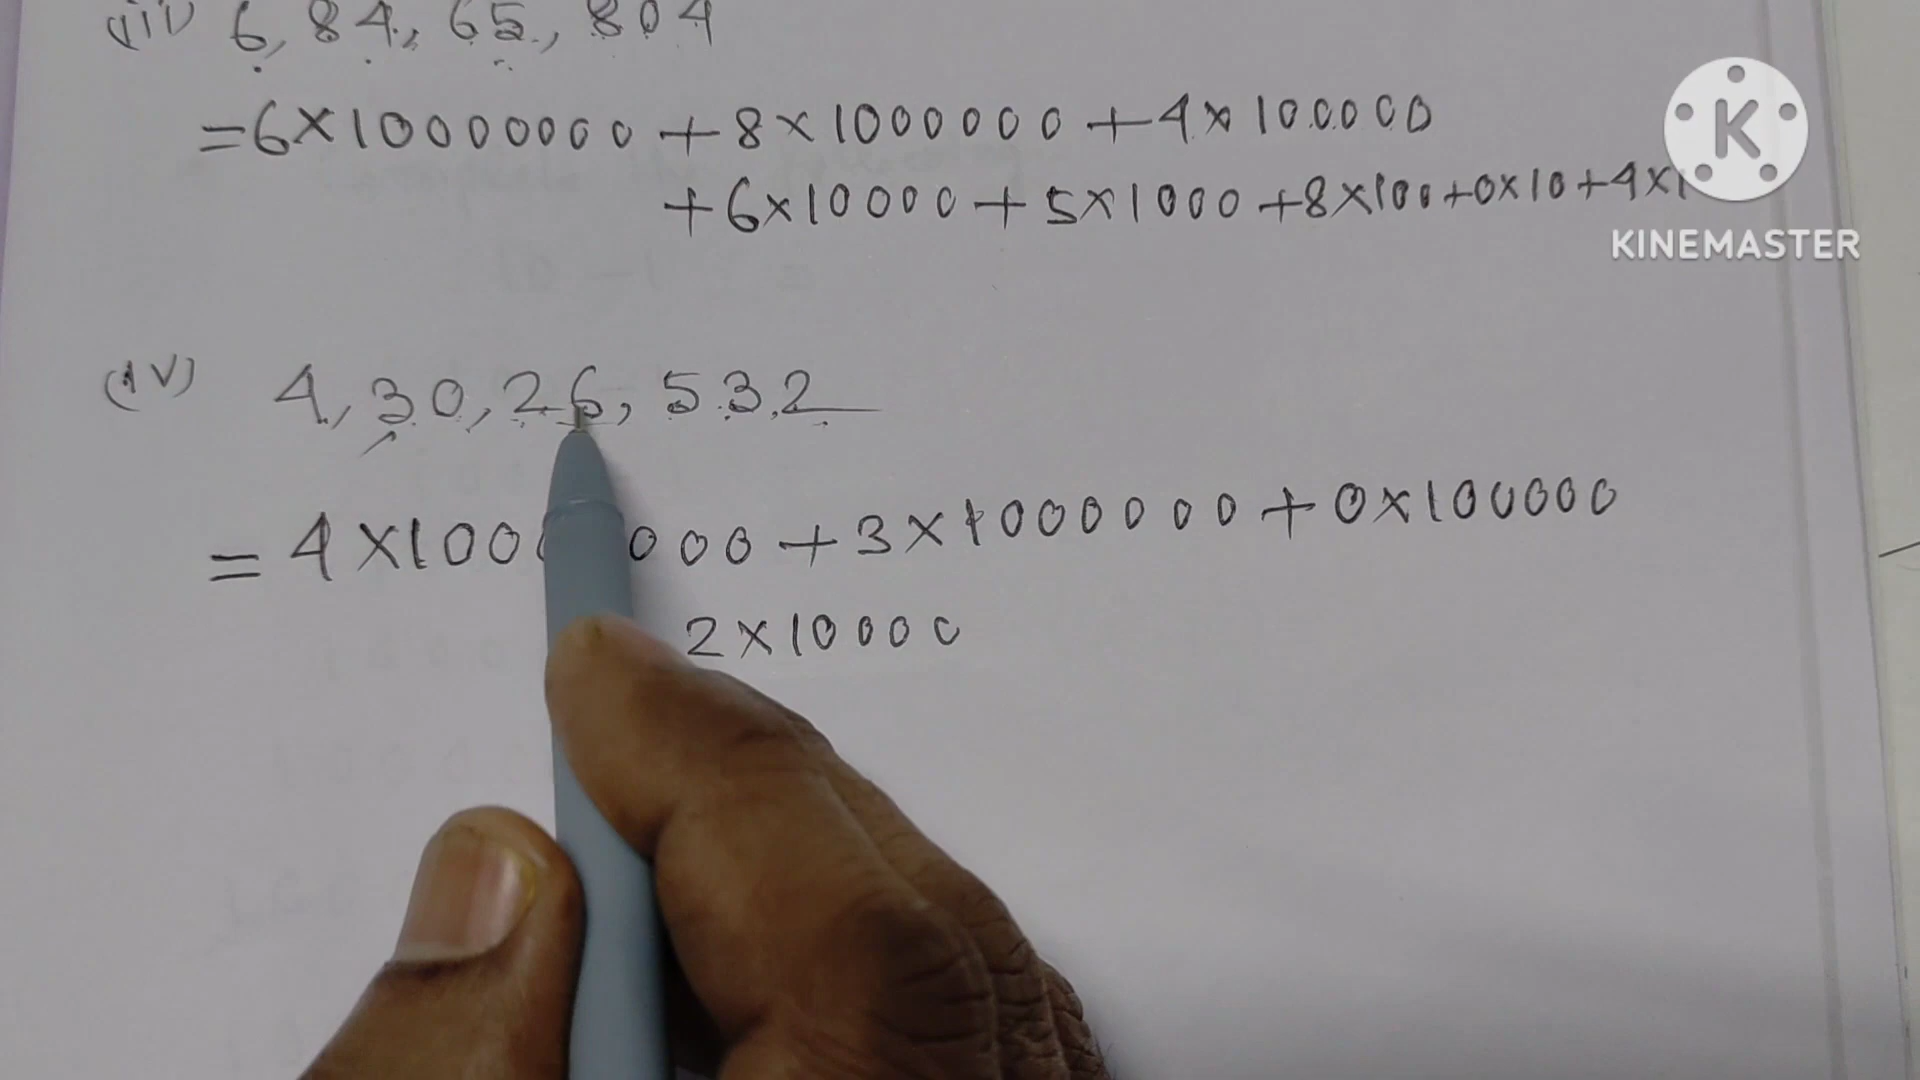 (iii) 6, 84, 65, 804
= 6 × 10000000 + 8 × 1000000 + 4 × 100000
+ 6 × 10000 + 5 × 1000 + 8 × 100 + 0 × 10 + 4 × 1
K
KINEMASTER
(iv) 4, 30, 26, 532
= 4 × 100 000 + 3 × 1000000 + 0 × 100000
2 × 10000